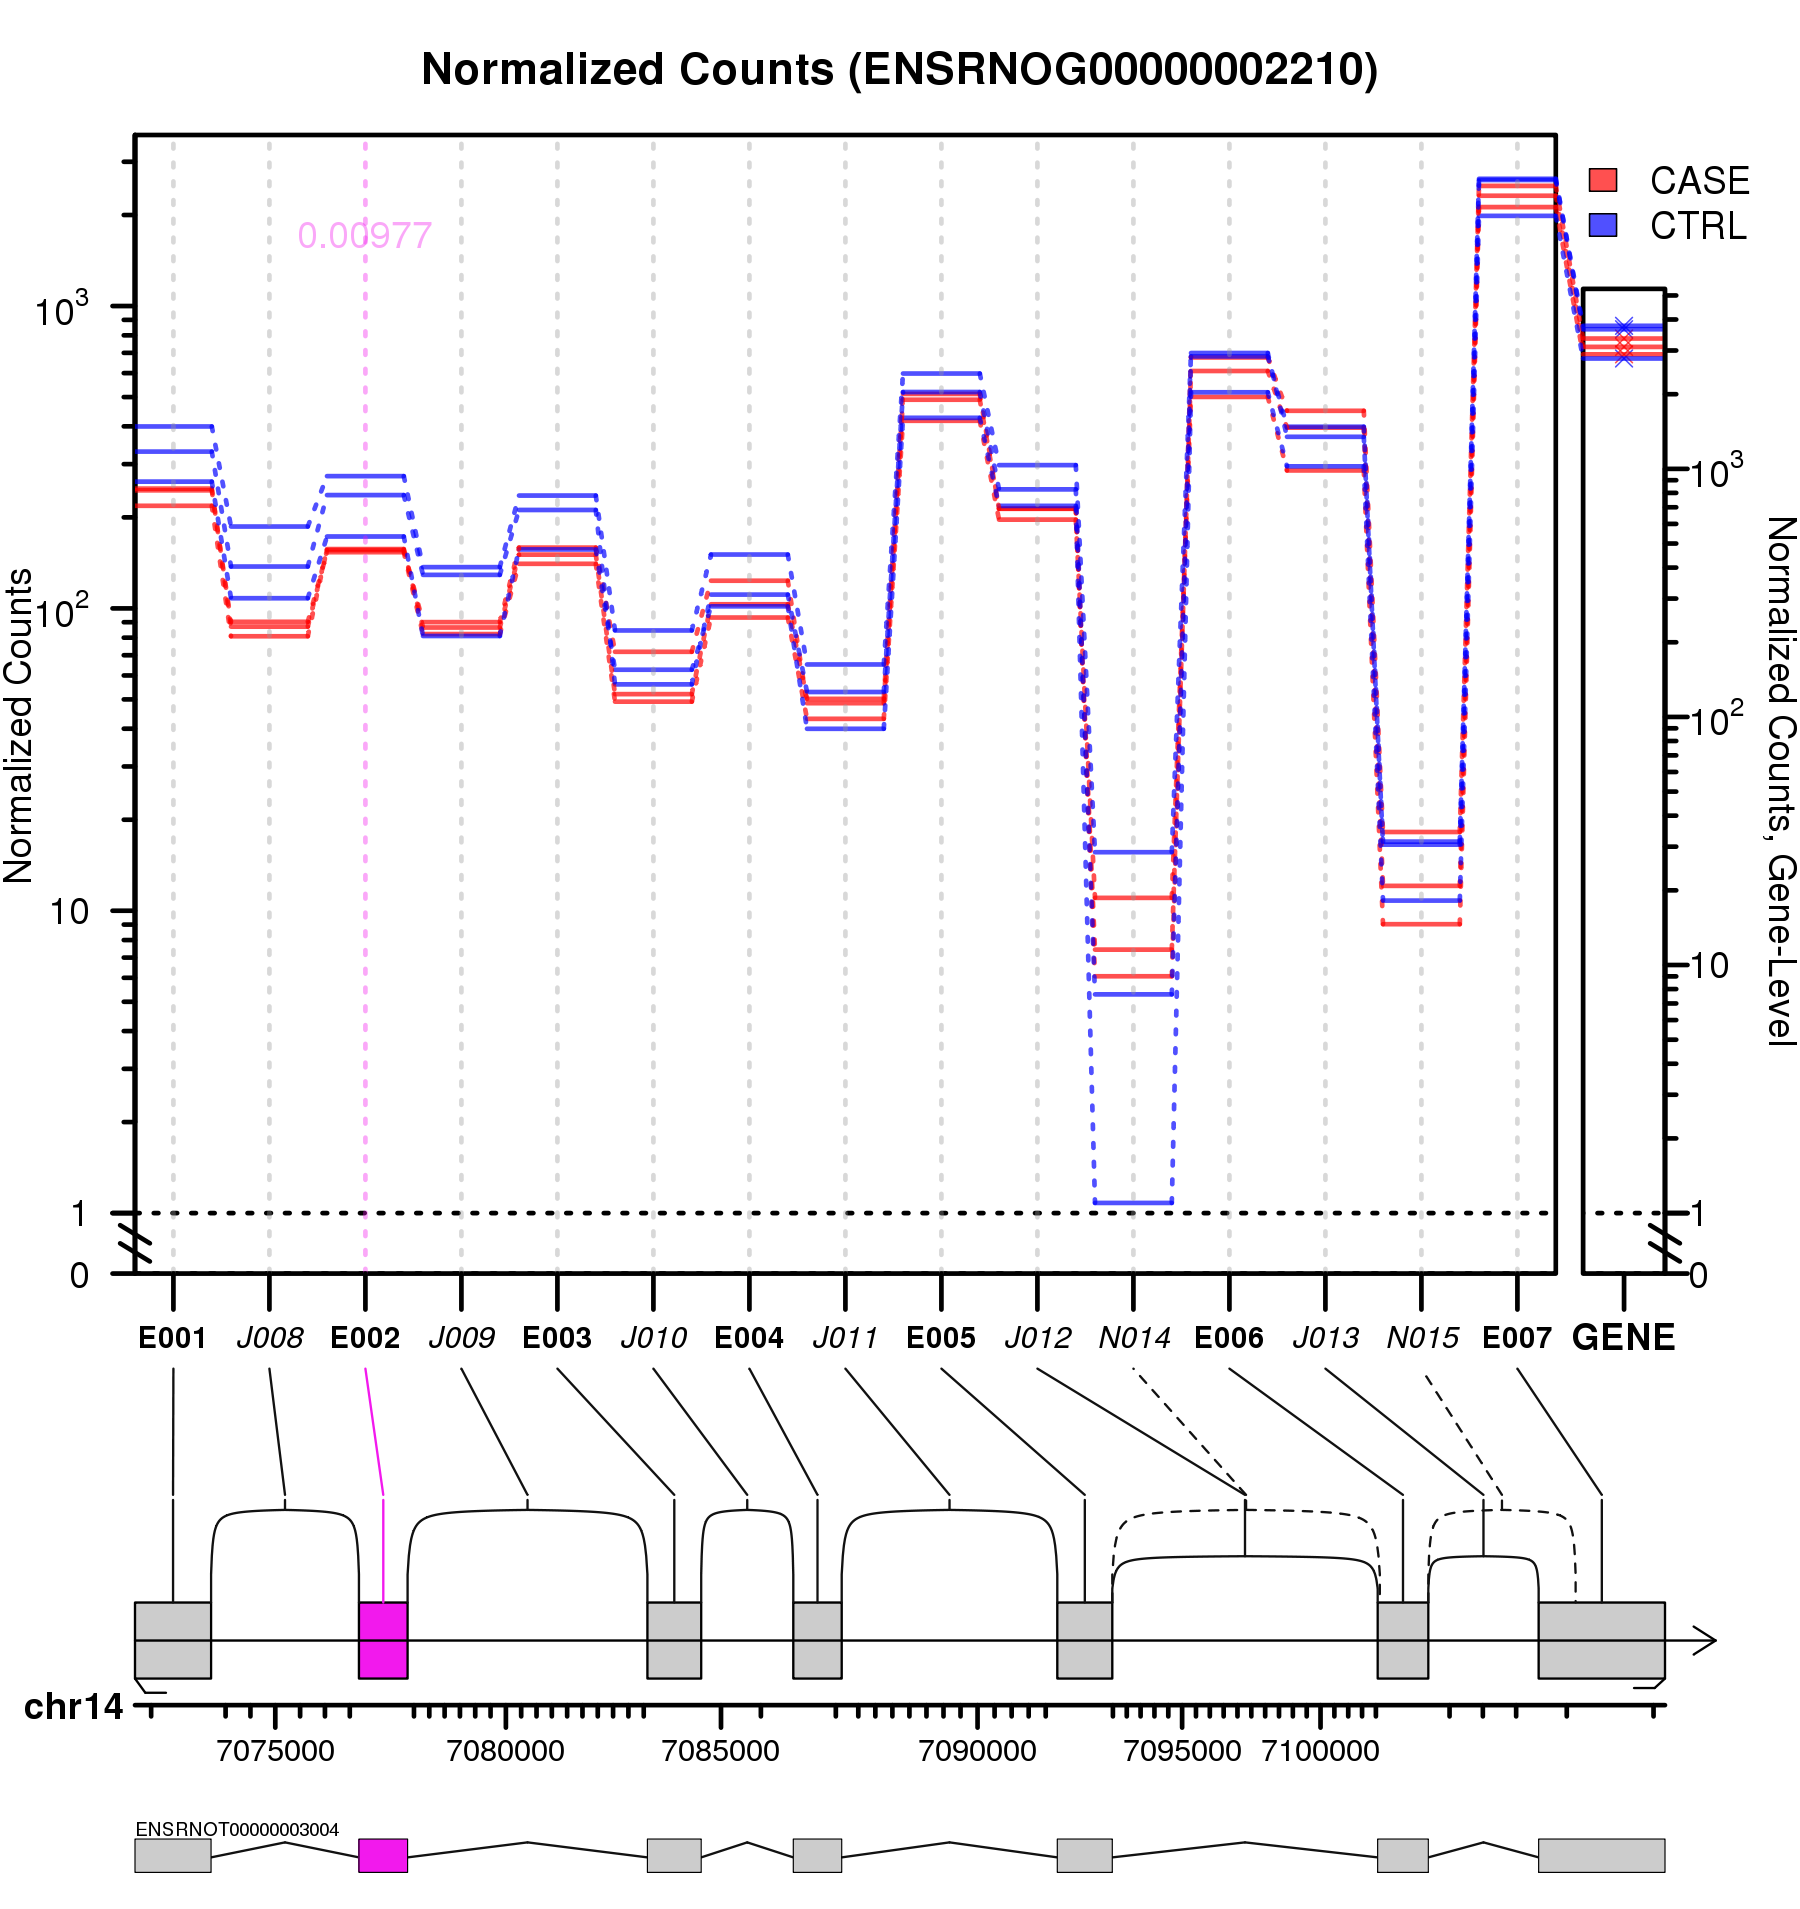 Normalized Counts (ENSRNOG00000002210)
CASE
CTRL
0.00977
Normalized Counts
10^3
10^2
10
1
0
10^3
10^2
10
1
0
Normalized Counts, Gene-Level
E001 J008 E002 J009 E003 J010 E004 J011 E005 J012 N014 E006 J013 N015 E007 GENE
chr14
7075000 7080000 7085000 7090000 7095000 7100000
ENSRNOT00000003004